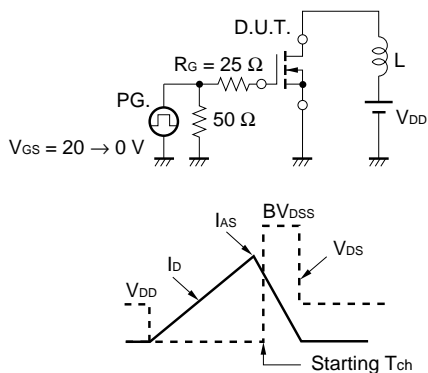 D.U.T.
RG = 25 Ω
L
PG.
50 Ω
VDD
VGS = 20 → 0 V
BVDSS
IAS
VDS
ID
VDD
Starting Tch